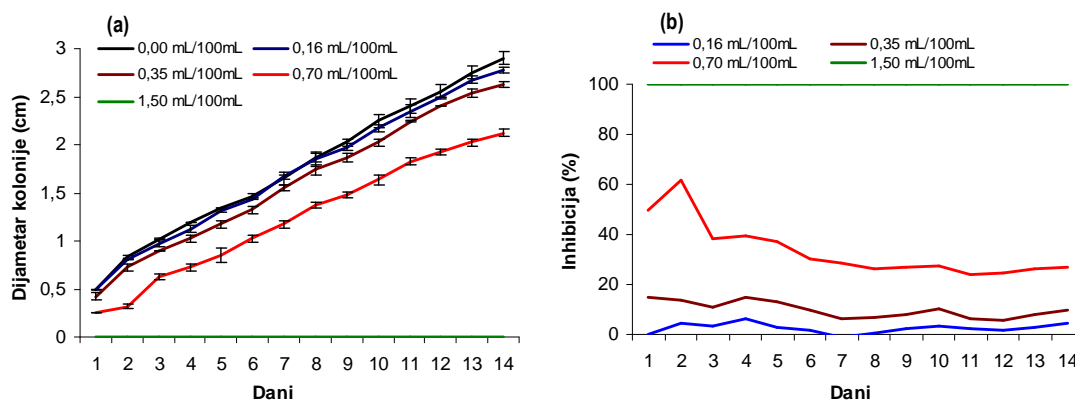 (a)
0,00 mL/100mL 0,16 mL/100mL
0,35 mL/100mL 0,70 mL/100mL
1,50 mL/100mL
Dijametar kolonije (cm)
3
2,5
2
1,5
1
0,5
0
1 2 3 4 5 6 7 8 9 10 11 12 13 14
Dani
(b)
0,16 mL/100mL 0,35 mL/100mL
0,70 mL/100mL 1,50 mL/100mL
Inhibicija (%)
100
80
60
40
20
0
1 2 3 4 5 6 7 8 9 10 11 12 13 14
Dani